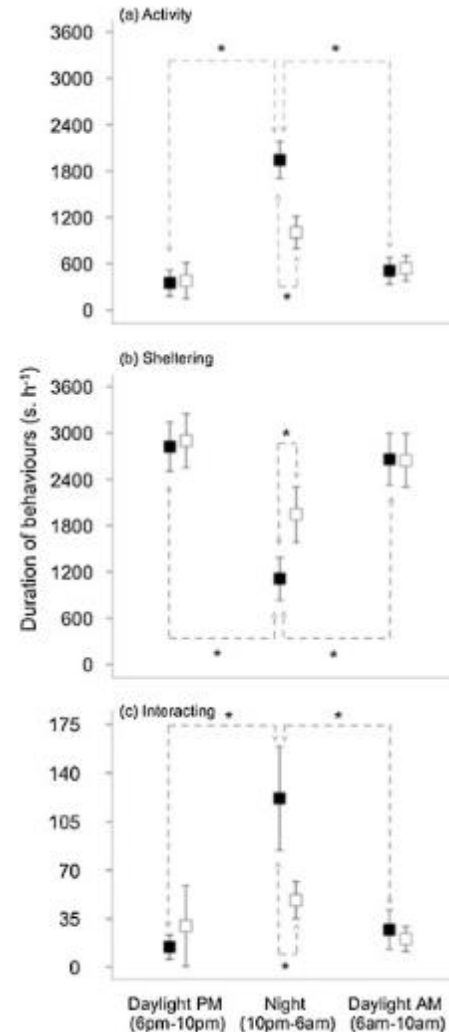 (a) Activity
3600
*
*
3000
2400
1800
1200
600
*
0
Duration of behaviours (s. h⁻¹)
(b) Sheltering
3600
*
3000
2400
1800
1200
600
0
*
*
(c) Interacting
175
*
*
140
105
70
35
0
*
Daylight PM
(6pm-10pm)
Night
(10pm-6am)
Daylight AM
(6am-10am)